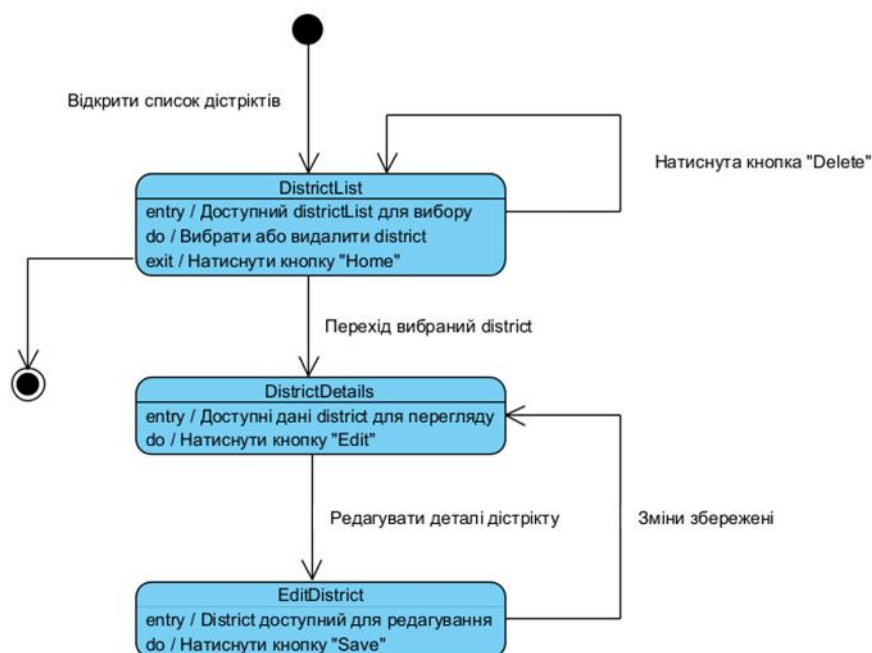 Відкрити список дістріктів
Натиснута кнопка "Delete"
DistrictList
entry / Доступний districtList для вибору
do / Вибрати або видалити district
exit / Натиснути кнопку "Home"
Перехід вибраний district
DistrictDetails
entry / Доступні дані district для перегляду
do / Натиснути кнопку "Edit"
Редагувати деталі дістрікту
Зміни збережені
EditDistrict
entry / District доступний для редагування
do / Натиснути кнопку "Save"